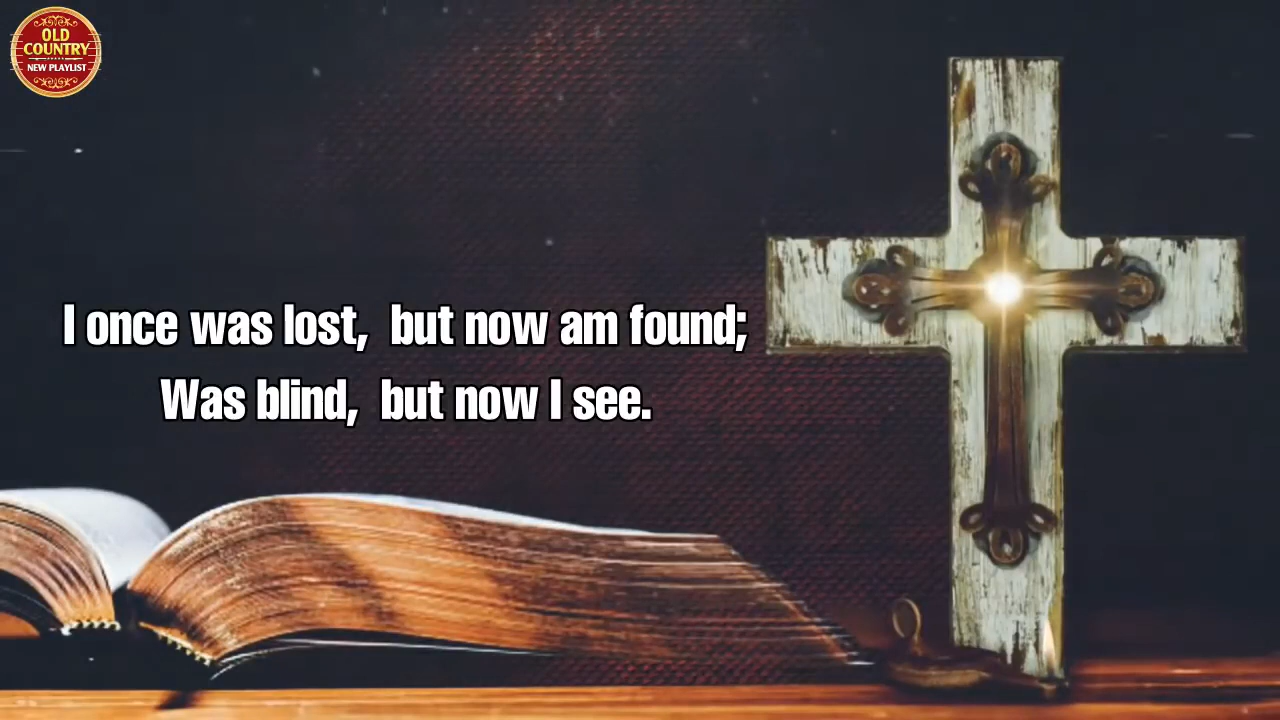 OLD
COUNTRY
NEW PLAYLIST
I once was lost, but now am found;
Was blind, but now I see.